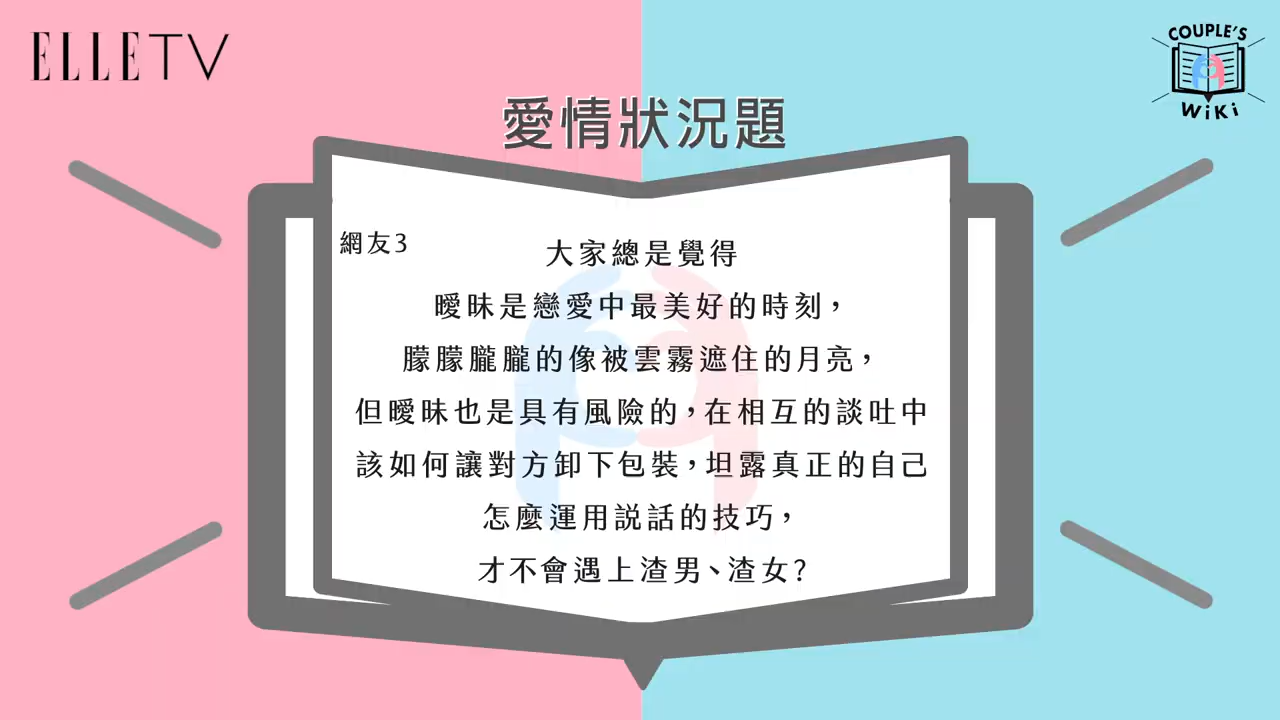 ELLE TV
COUPLE'S
WiKi
愛情狀況題
網友3
大家總是覺得
曖昧是戀愛中最美好的時刻，
朦朦朧朧的像被雲霧遮住的月亮，
但曖昧也是具有風險的，在相互的談吐中
該如何讓對方卸下包裝，坦露真正的自己
怎麼運用說話的技巧，
才不會遇上渣男、渣女?